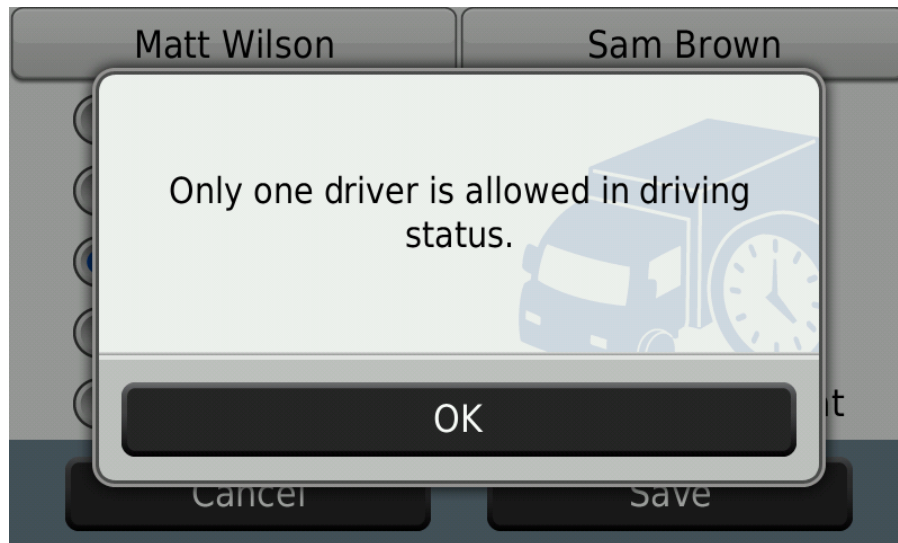 Matt Wilson
Sam Brown
Only one driver is allowed in driving
status.
OK
Cancel
Save